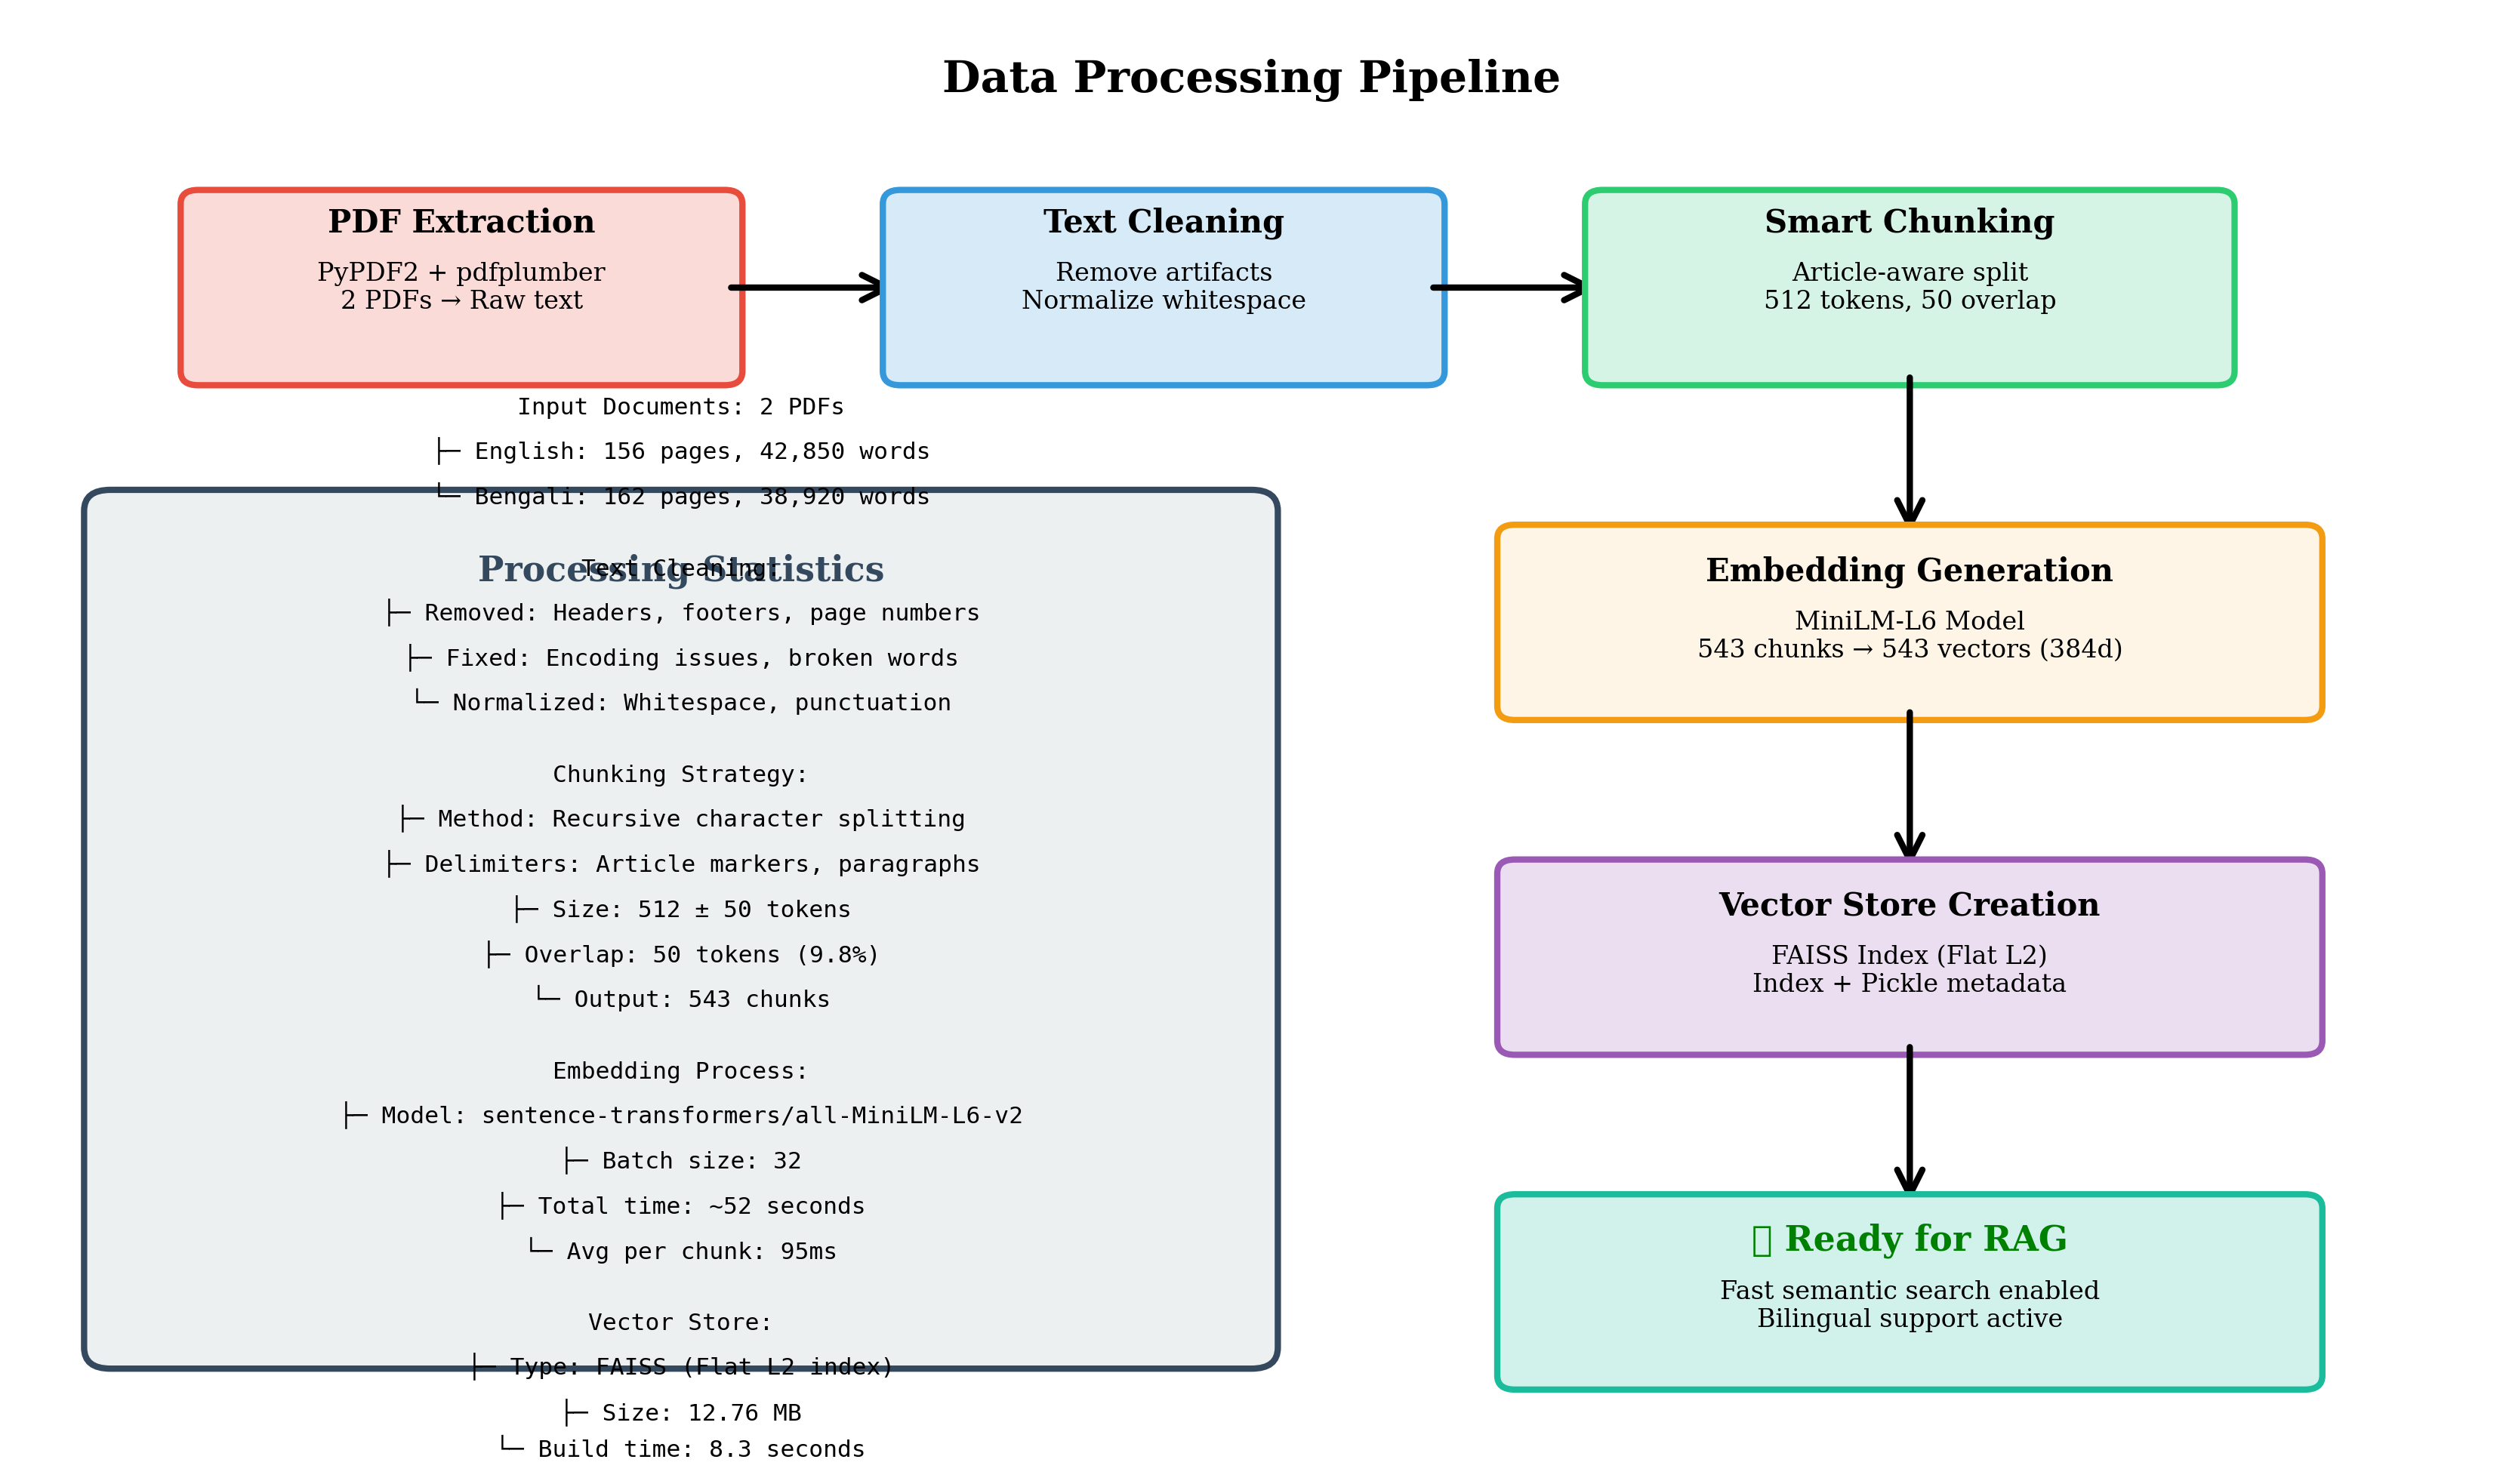 Data Processing Pipeline
PDF Extraction
PyPDF2 + pdfplumber
2 PDFs → Raw text
Text Cleaning
Remove artifacts
Normalize whitespace
Smart Chunking
Article-aware split
512 tokens, 50 overlap
Input Documents: 2 PDFs
├─ English: 156 pages, 42,850 words
└─ Bengali: 162 pages, 38,920 words
Processing Statistics
Text Cleaning:
├─ Removed: Headers, footers, page numbers
├─ Fixed: Encoding issues, broken words
└─ Normalized: Whitespace, punctuation
Chunking Strategy:
├─ Method: Recursive character splitting
├─ Delimiters: Article markers, paragraphs
├─ Size: 512 ± 50 tokens
├─ Overlap: 50 tokens (9.8%)
└─ Output: 543 chunks
Embedding Process:
├─ Model: sentence-transformers/all-MiniLM-L6-v2
├─ Batch size: 32
├─ Total time: ~52 seconds
└─ Avg per chunk: 95ms
Vector Store:
├─ Type: FAISS (Flat L2 index)
├─ Size: 12.76 MB
└─ Build time: 8.3 seconds
Embedding Generation
MiniLM-L6 Model
543 chunks → 543 vectors (384d)
Vector Store Creation
FAISS Index (Flat L2)
Index + Pickle metadata
Ready for RAG
Fast semantic search enabled
Bilingual support active